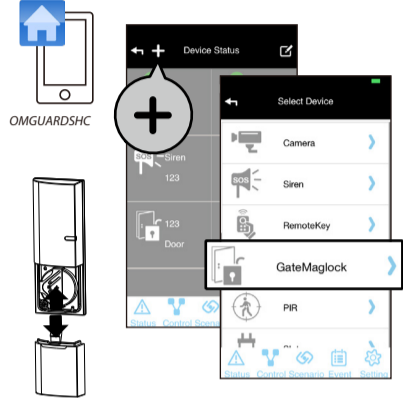 OMGUARDSHC
Device Status
SOS
Siren
123
123
Door
Status Control
Select Device
Camera
SOS
Siren
RemoteKey
GateMaglock
PIR
Status Control Scenario Event Setting